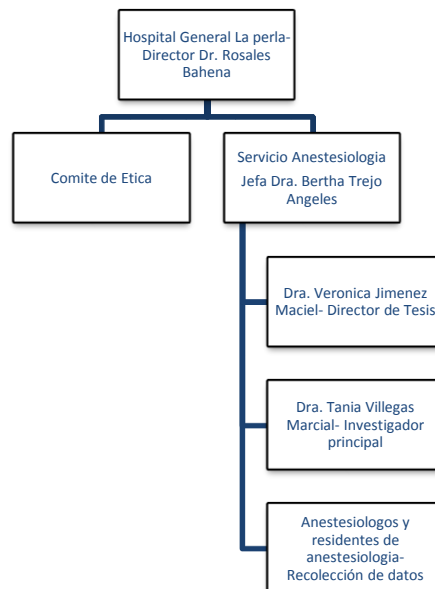 Hospital General La perla-
Director Dr. Rosales
Bahena
Comite de Etica
Servicio Anestesiologia
Jefa Dra. Bertha Trejo
Angeles
Dra. Veronica Jimenez
Maciel- Director de Tesis
Dra. Tania Villegas
Marcial- Investigador
principal
Anestesiologos y
residentes de
anestesiologia-
Recolección de datos